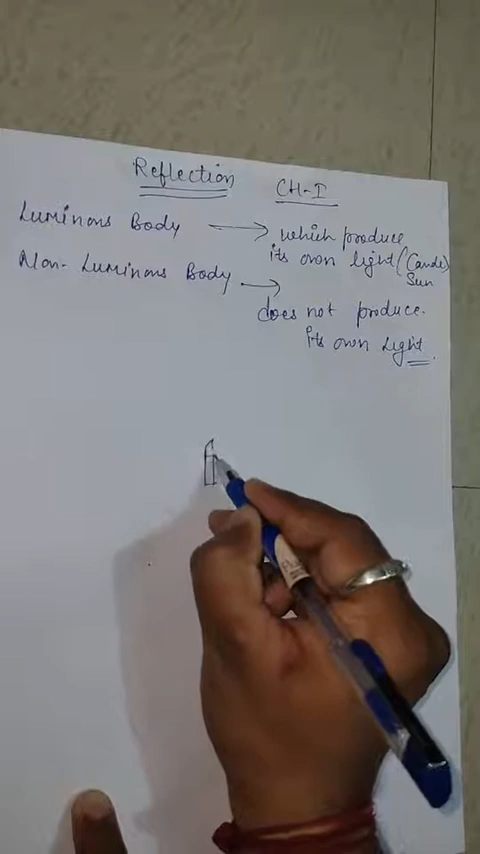 Reflection CH-I
Luminous Body → which produce
its own light (Cande)
Sun
Non-Luminous Body →
does not produce.
its own light.